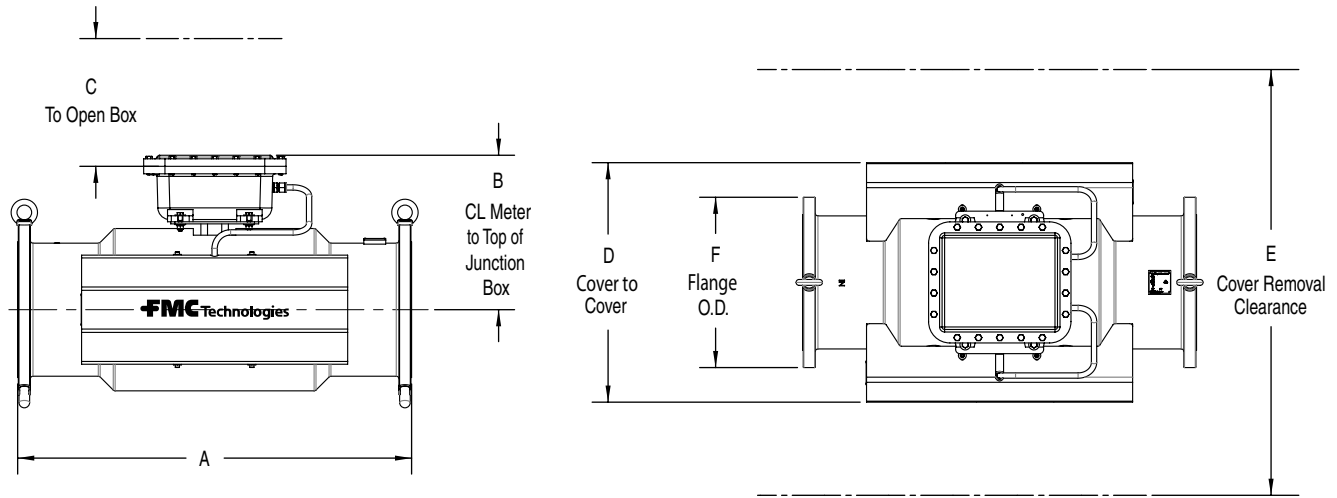 C
To Open Box
B
CL Meter
to Top of
Junction
Box
FMC Technologies
A
D
Cover to
Cover
F
Flange
O.D.
E
Cover Removal
Clearance